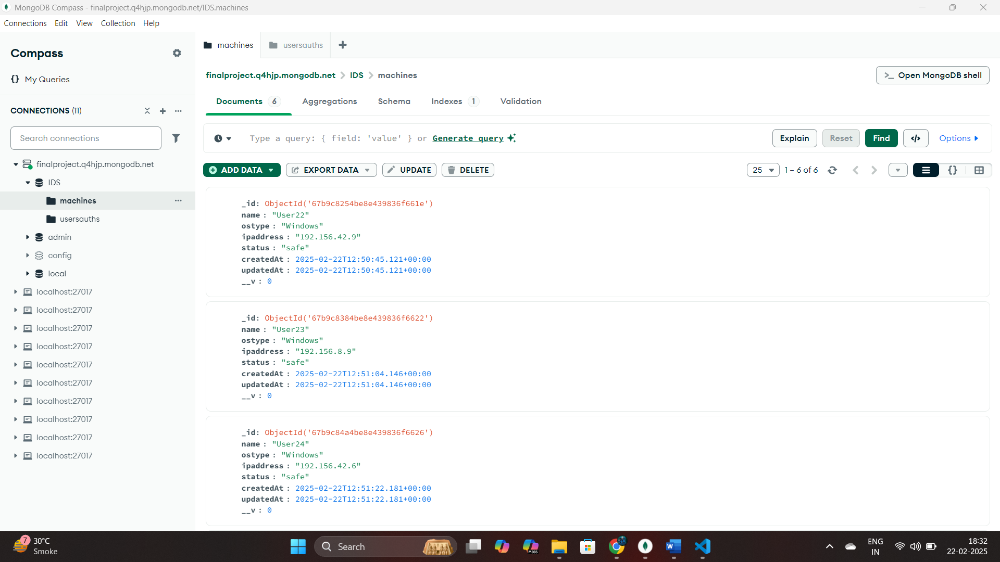 MongoDB Compass - finalproject.q4hjp.mongodb.net/IDS.machines
Connections Edit View Collection Help
Compass
{} My Queries
CONNECTIONS (11)
Search connections
finalproject.q4hjp.mongodb.net
IDS
machines
usersauths
admin
config
local
localhost:27017
localhost:27017
localhost:27017
localhost:27017
localhost:27017
localhost:27017
localhost:27017
localhost:27017
localhost:27017
localhost:27017
machines usersauths
finalproject.q4hjp.mongodb.net > IDS > machines
>_ Open MongoDB shell
Documents 6 Aggregations Schema Indexes 1 Validation
Type a query: { field: 'value' } or Generate query
Explain Reset Find </> Options
ADD DATA EXPORT DATA UPDATE DELETE
25 1 – 6 of 6 {}
_id: ObjectId('67b9c8254be8e439836f661e')
name : "User22"
ostype : "Windows"
ipaddress : "192.156.42.9"
status : "safe"
createdAt : 2025-02-22T12:50:45.121+00:00
updatedAt : 2025-02-22T12:50:45.121+00:00
__v : 0
_id: ObjectId('67b9c8384be8e439836f6622')
name : "User23"
ostype : "Windows"
ipaddress : "192.156.8.9"
status : "safe"
createdAt : 2025-02-22T12:51:04.146+00:00
updatedAt : 2025-02-22T12:51:04.146+00:00
__v : 0
_id: ObjectId('67b9c84a4be8e439836f6626')
name : "User24"
ostype : "Windows"
ipaddress : "192.156.42.6"
status : "safe"
createdAt : 2025-02-22T12:51:22.181+00:00
updatedAt : 2025-02-22T12:51:22.181+00:00
__v : 0
7
30°C
Smoke
Search
M365
W
ENG
IN
18:32
22-02-2025